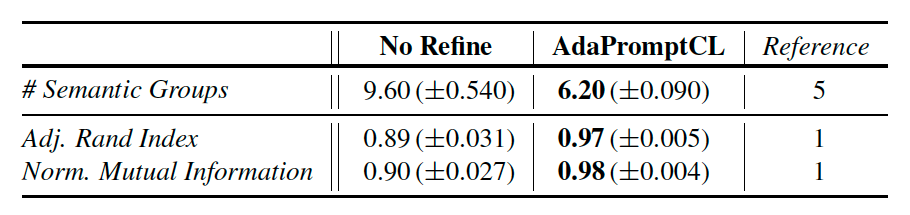 No Refine AdaPromptCL Reference
# Semantic Groups 9.60 (±0.540) 6.20 (±0.090) 5
Adj. Rand Index 0.89 (±0.031) 0.97 (±0.005) 1
Norm. Mutual Information 0.90 (±0.027) 0.98 (±0.004) 1